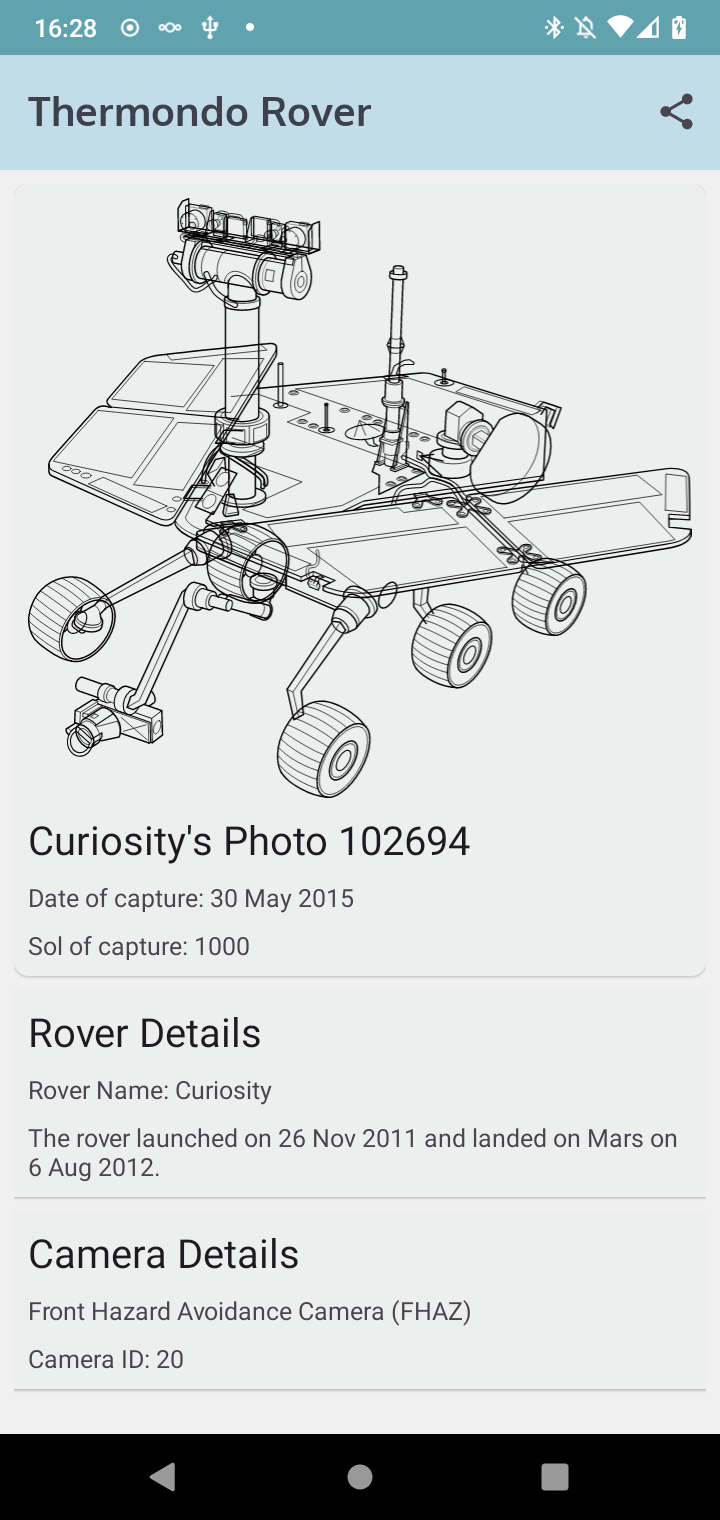 16:28
Thermondo Rover
Curiosity's Photo 102694
Date of capture: 30 May 2015
Sol of capture: 1000
Rover Details
Rover Name: Curiosity
The rover launched on 26 Nov 2011 and landed on Mars on
6 Aug 2012.
Camera Details
Front Hazard Avoidance Camera (FHAZ)
Camera ID: 20